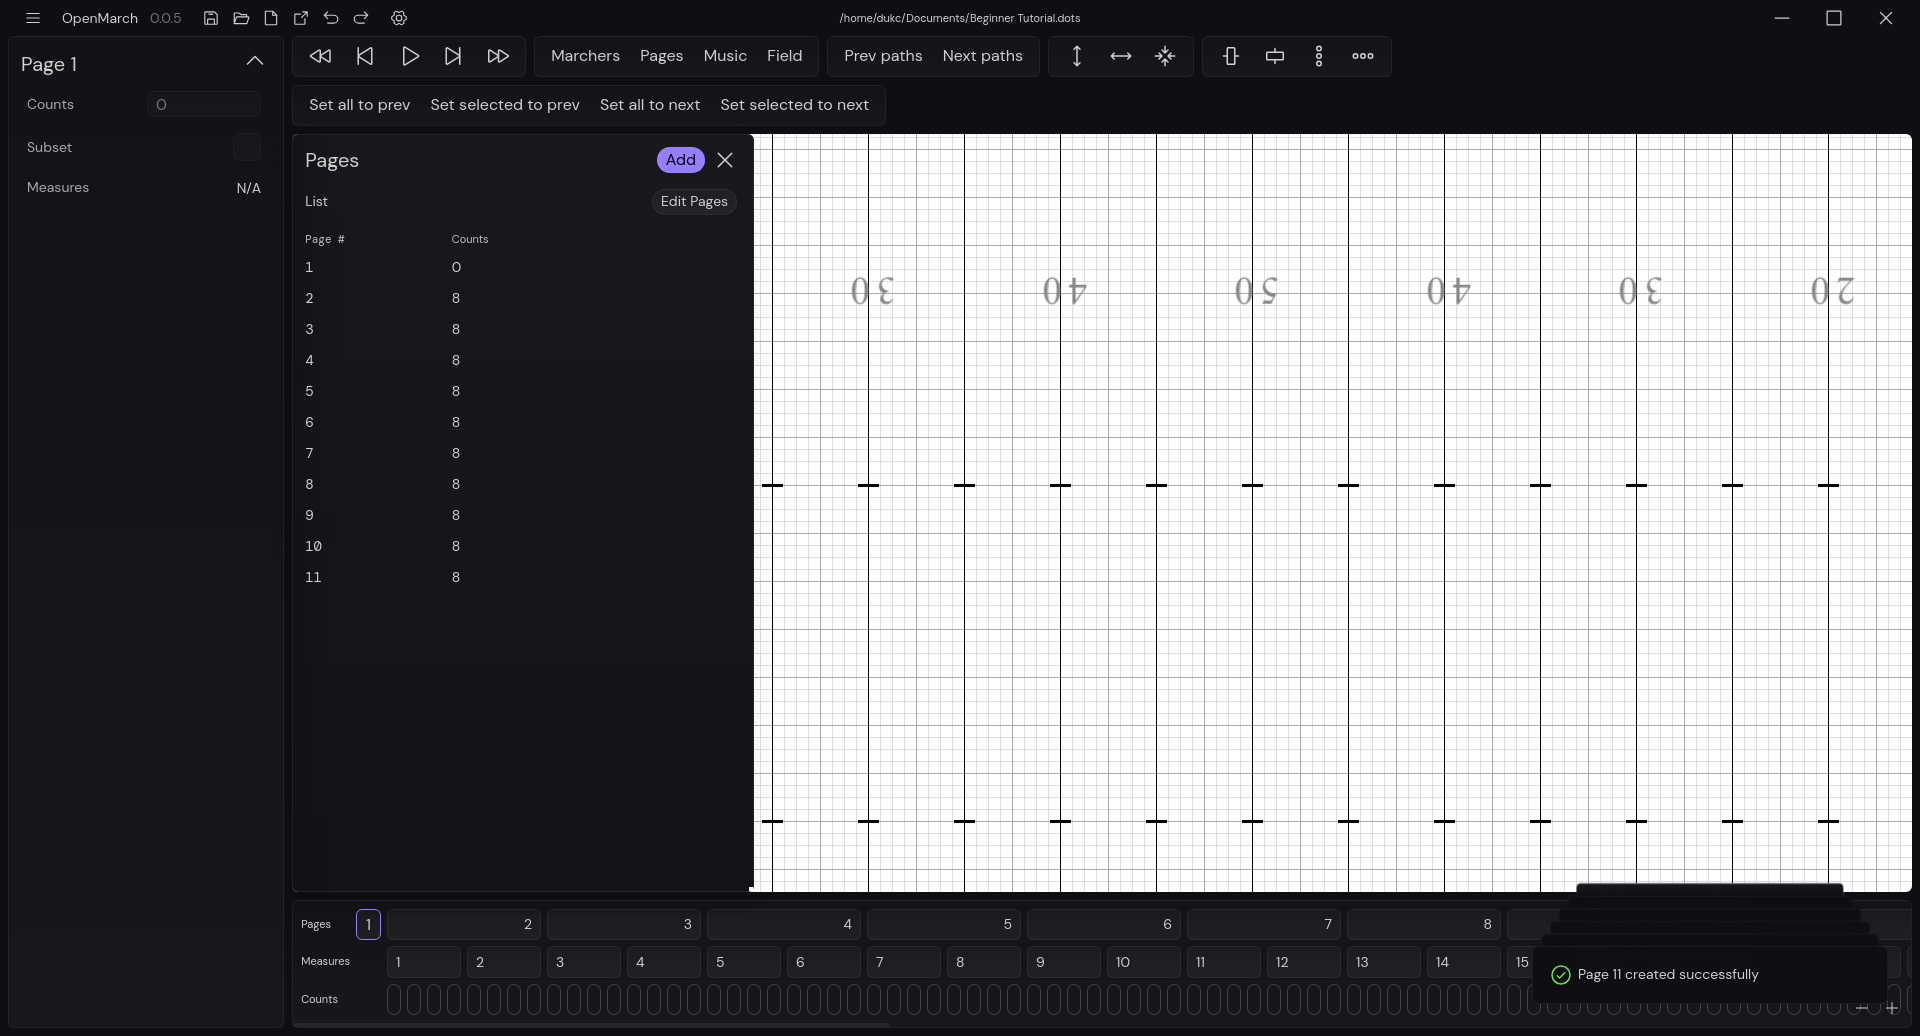 OpenMarch 0.0.5
/home/dukc/Documents/Beginner Tutorial.dots
Page 1
Counts 0
Subset
Measures N/A
Marchers Pages Music Field
Prev paths Next paths
Set all to prev Set selected to prev Set all to next Set selected to next
Pages Add
List Edit Pages
Page # Counts
1 0
2 8
3 8
4 8
5 8
6 8
7 8
8 8
9 8
10 8
11 8
30 40 50 40 30 20
Pages 1 2 3 4 5 6 7 8
Measures 1 2 3 4 5 6 7 8 9 10 11 12 13 14 15
Counts
Page 11 created successfully